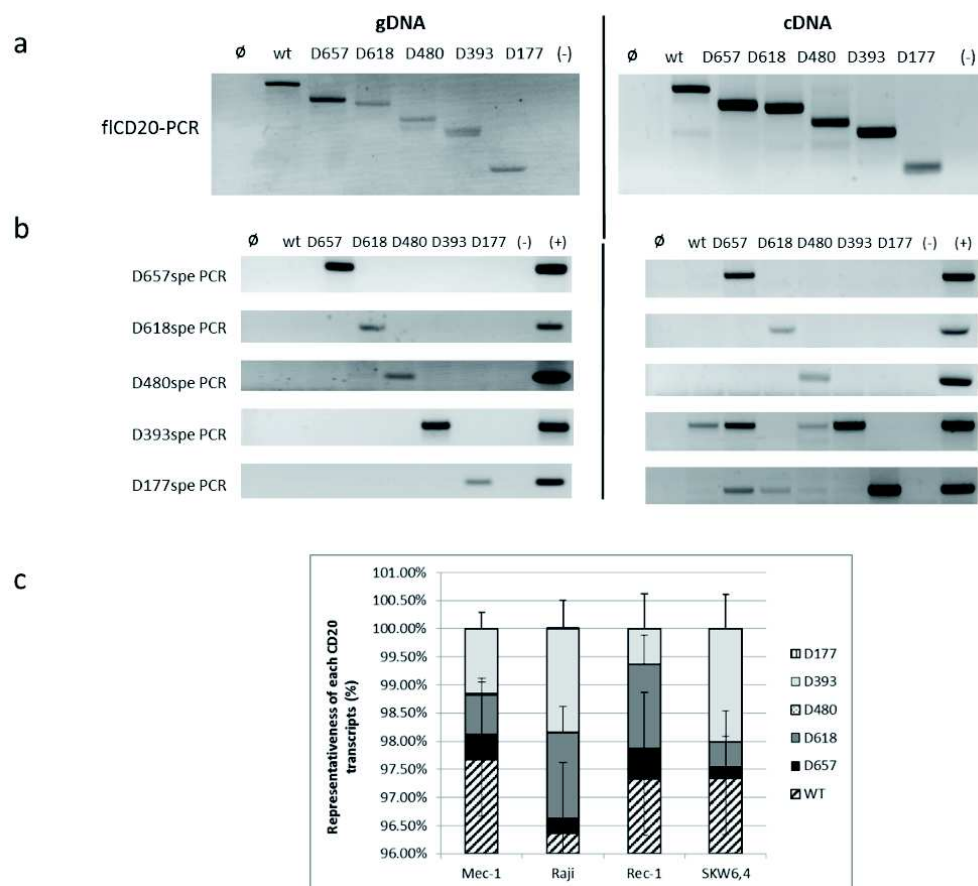 gDNA
cDNA
a
Ø wt D657 D618 D480 D393 D177 (-)
Ø wt D657 D618 D480 D393 D177 (-)
flCD20-PCR
b
Ø wt D657 D618 D480 D393 D177 (-) (+)
Ø wt D657 D618 D480 D393 D177 (-) (+)
D657spe PCR
D618spe PCR
D480spe PCR
D393spe PCR
D177spe PCR
c
Representativeness of each CD20
transcripts (%)
101.00%
100.50%
100.00%
99.50%
99.00%
98.50%
98.00%
97.50%
97.00%
96.50%
96.00%
Mec-1 Raji Rec-1 SKW6,4
D177
D393
D480
D618
D657
WT